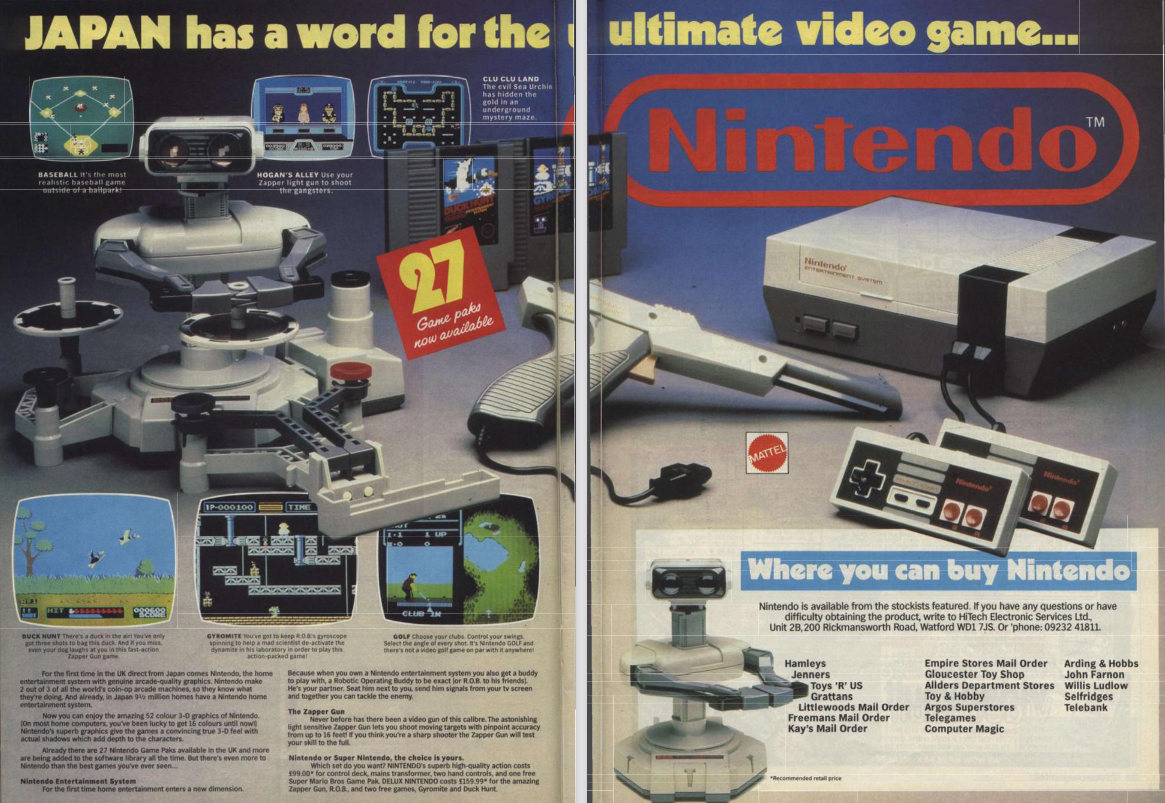 JAPAN has a word for the ultimate video game...
CLU CLU LAND
The evil Sea Urchin
has hidden the
gold in an
underground
mystery maze.
BASEBALL It's the most
realistic baseball game
outside of a ballpark!
HOGAN'S ALLEY Use your
Zapper light gun to shoot
the gangsters.
DUCK HUNT
27
Game paks
now available
Nintendo™
Nintendo
ENTERTAINMENT SYSTEM
MATTEL
Nintendo
Nintendo
1P-000100 TIME
1 UP
CLUB 1W
HIT
000600
SCORE
DUCK HUNT There's a duck in the air! You've only
got three shots to bag this duck. And if you miss,
even your dog laughs at you in this fast-action
Zapper Gun game.
GYROMITE You've got to keep R.O.B.'s gyroscope
spinning to help a mad scientist de-activate the
dynamite in his laboratory in order to play this
action-packed game!
GOLF Choose your clubs. Control your swings.
Select the angle of every shot. It's Nintendo GOLF and
there's not a video golf game on par with it anywhere!
For the first time in the UK direct from Japan comes Nintendo, the home
entertainment system with genuine arcade-quality graphics. Nintendo make
2 out of 3 of all the world's coin-op arcade machines, so they know what
they're doing. And already, in Japan 9½ million homes have a Nintendo home
entertainment system.
Now you can enjoy the amazing 52 colour 3-D graphics of Nintendo.
(On most home computers, you've been lucky to get 16 colours until now!)
Nintendo's superb graphics give the games a convincing true 3-D feel with
actual shadows which add depth to the characters.
Already there are 27 Nintendo Game Paks available in the UK and more
are being added to the software library all the time. But there's even more to
Nintendo than the best games you've ever seen...
Nintendo Entertainment System
For the first time home entertainment enters a new dimension.
Because when you own a Nintendo entertainment system you also get a buddy
to play with, a Robotic Operating Buddy to be exact (or R.O.B. to his friends).
He's your partner. Seat him next to you, send him signals from your tv screen
and together you can tackle the enemy.
The Zapper Gun
Never before has there been a video gun of this calibre. The astonishing
light sensitive Zapper Gun lets you shoot moving targets with pinpoint accuracy
from up to 16 feet! If you think you're a sharp shooter the Zapper Gun will test
your skill to the full.
Nintendo or Super Nintendo, the choice is yours.
Which set do you want? NINTENDO's superb high-quality action costs
£99.00* for control deck, mains transformer, two hand controls, and one free
Super Mario Bros Game Pak. DELUX NINTENDO costs £159.99* for the amazing
Zapper Gun, R.O.B., and two free games, Gyromite and Duck Hunt.
Where you can buy Nintendo
Nintendo is available from the stockists featured. If you have any questions or have
difficulty obtaining the product, write to HiTech Electronic Services Ltd.,
Unit 2B, 200 Rickmansworth Road, Watford WD1 7JS. Or 'phone: 09232 41811.
Hamleys
Jenners
Toys 'R' US
Grattans
Littlewoods Mail Order
Freemans Mail Order
Kay's Mail Order
Empire Stores Mail Order
Gloucester Toy Shop
Allders Department Stores
Toy & Hobby
Argos Superstores
Telegames
Computer Magic
Arding & Hobbs
John Farnon
Willis Ludlow
Selfridges
Telebank
*Recommended retail price